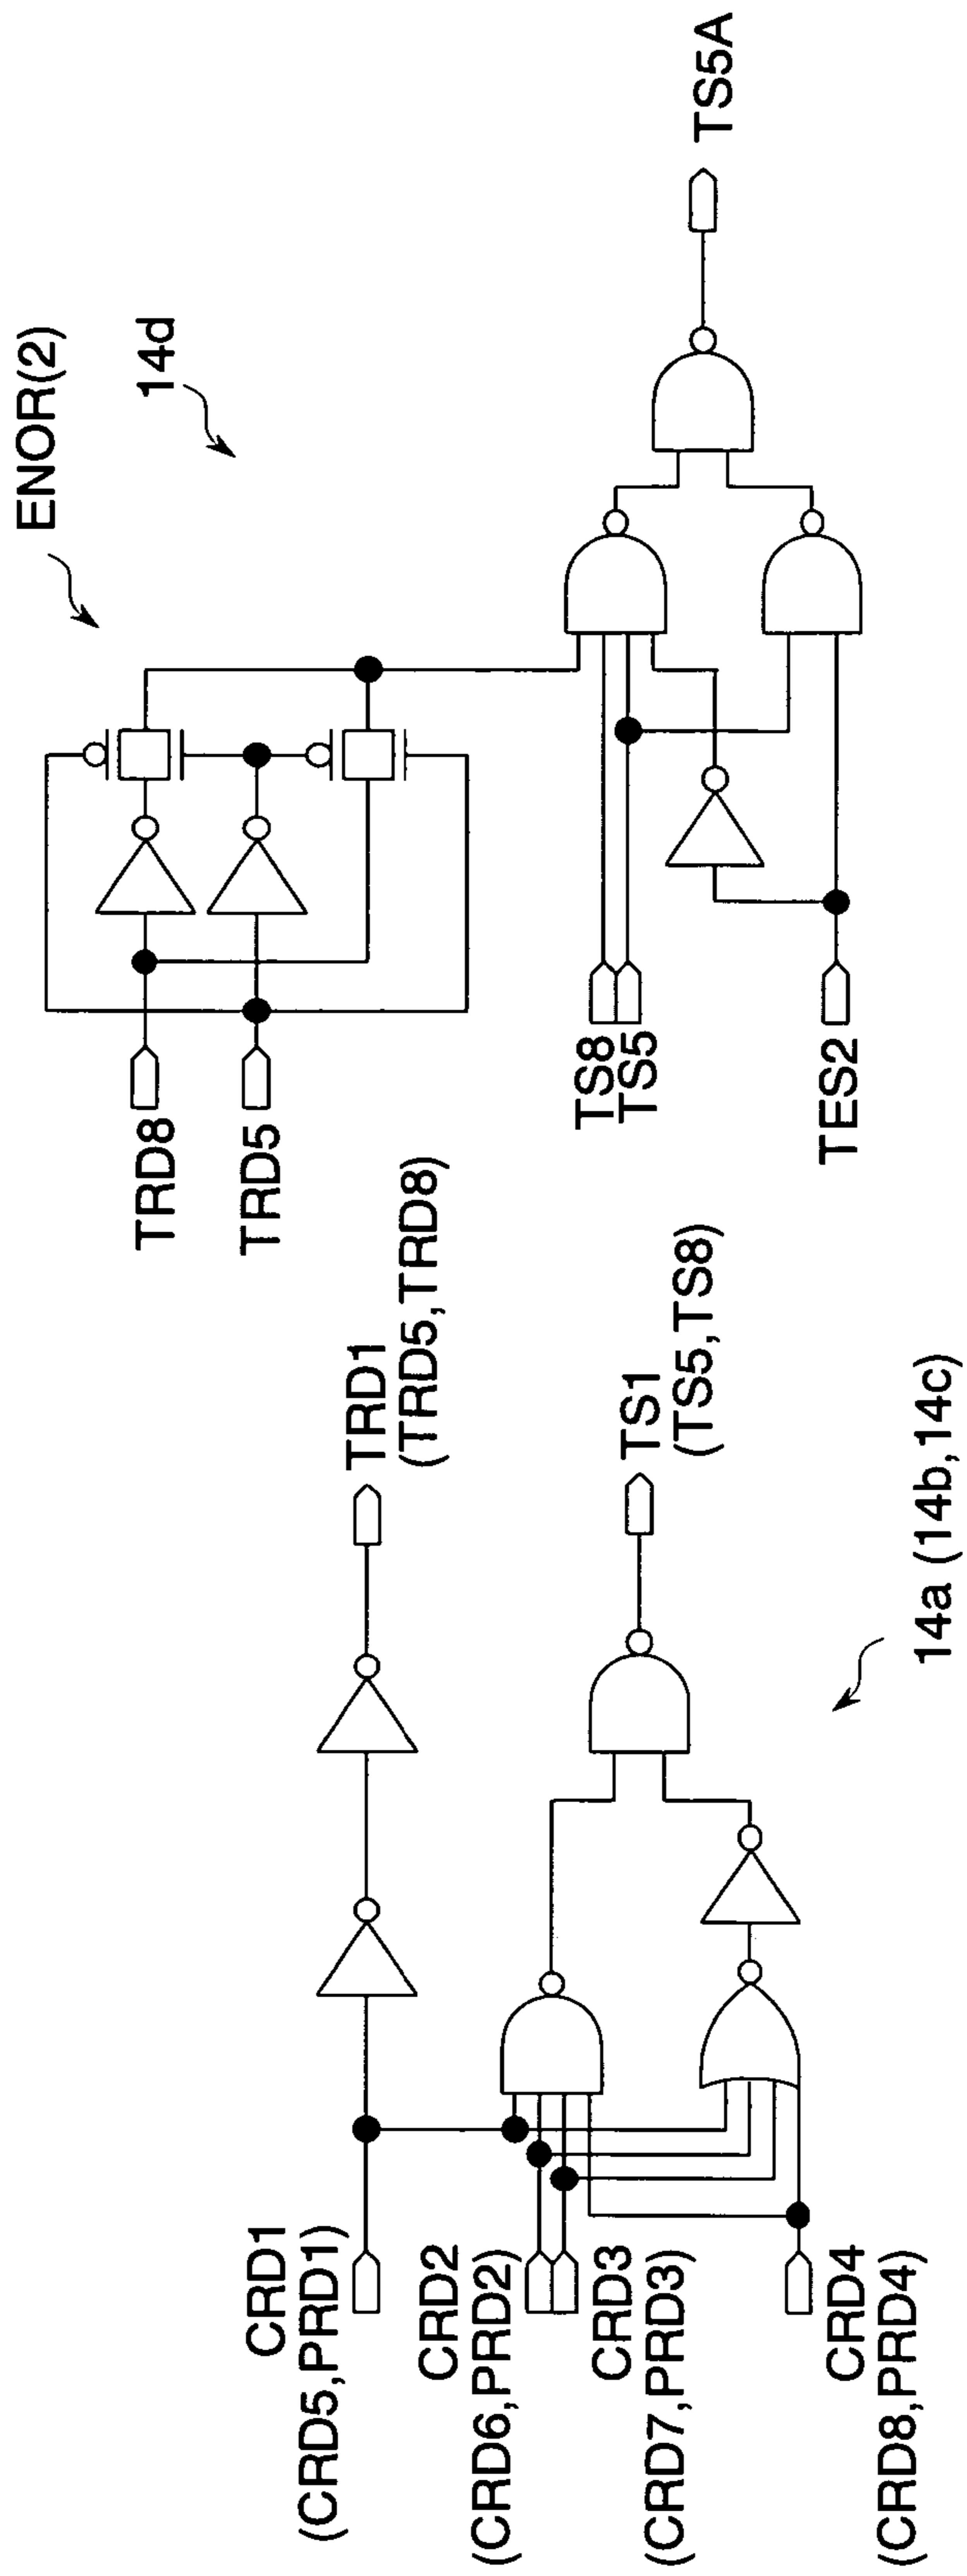 CRD1
(CRD5,PRD1)
CRD2
(CRD6,PRD2)
CRD3
(CRD7,PRD3)
CRD4
(CRD8,PRD4)
TRD1
(TRD5,TRD8)
TS1
(TS5,TS8)
14a (14b,14c)
TRD8
TRD5
ENOR(2)
14d
TS8
TS5
TES2
TS5A